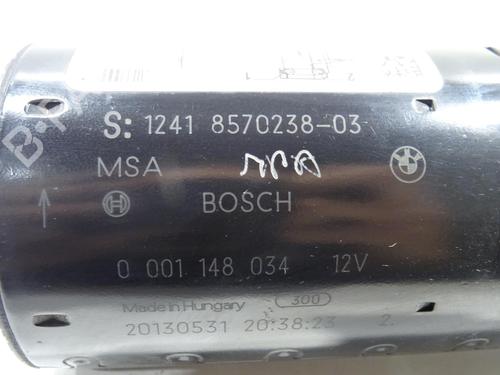 S: 1241 8570238-03
MSA
BOSCH
0 001 148 034 12V
Made in Hungary 300
20130531 20:38:23 2.